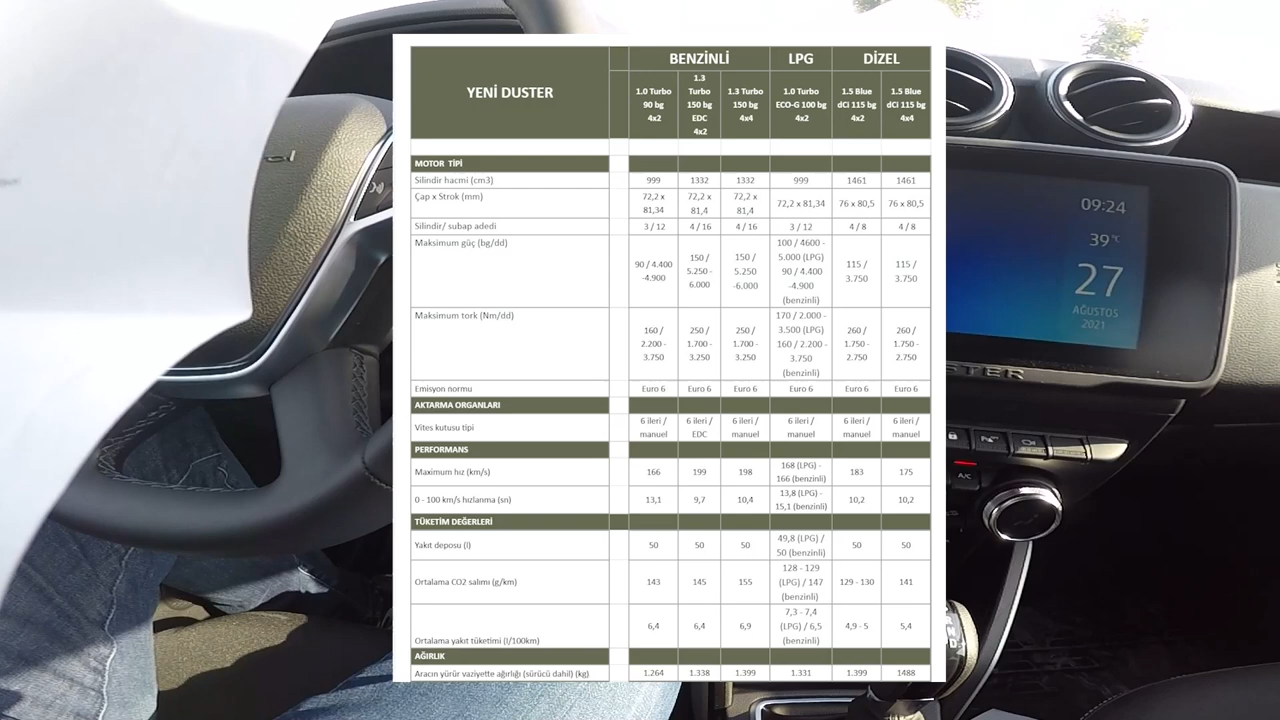 YENİ DUSTER
BENZİNLİ
LPG
DİZEL
1.0 Turbo
90 bg
4x2
1.3
Turbo
150 bg
EDC
4x2
1.3 Turbo
150 bg
4x4
1.0 Turbo
ECO-G 100 bg
4x2
1.5 Blue
dCi 115 bg
4x2
1.5 Blue
dCi 115 bg
4x4
MOTOR TİPİ
Silindir hacmi (cm3) 999 1332 1332 999 1461 1461
Çap x Strok (mm)
72,2 x
81,34
72,2 x
81,4
72,2 x
81,4
72,2 x 81,34
76 x 80,5
76 x 80,5
Silindir/ subap adedi 3 / 12 4 / 16 4 / 16 3 / 12 4 / 8 4 / 8
Maksimum güç (bg/dd)
90 / 4.400
-4.900
150 /
5.250 -
6.000
150 /
5.250
-6.000
100 / 4600 -
5.000 (LPG)
90 / 4.400
-4.900
(benzinli)
115 /
3.750
115 /
3.750
Maksimum tork (Nm/dd)
160 /
2.200 -
3.750
250 /
1.700 -
3.250
250 /
1.700 -
3.250
170 / 2.000 -
3.500 (LPG)
160 / 2.200 -
3.750
(benzinli)
260 /
1.750 -
2.750
260 /
1.750 -
2.750
Emisyon normu Euro 6 Euro 6 Euro 6 Euro 6 Euro 6 Euro 6
AKTARMA ORGANLARI
Vites kutusu tipi
6 ileri /
manuel
6 ileri /
EDC
6 ileri /
manuel
6 ileri /
manuel
6 ileri /
manuel
6 ileri /
manuel
PERFORMANS
Maximum hız (km/s)
166
199
198
168 (LPG) -
166 (benzinli)
183
175
0 - 100 km/s hızlanma (sn)
13,1
9,7
10,4
13,8 (LPG) -
15,1 (benzinli)
10,2
10,2
TÜKETİM DEĞERLERİ
Yakıt deposu (l)
50
50
50
49,8 (LPG) /
50 (benzinli)
50
50
Ortalama CO2 salımı (g/km)
143
145
155
128 - 129
(LPG) / 147
(benzinli)
129 - 130
141
Ortalama yakıt tüketimi (l/100km)
6,4
6,4
6,9
7,3 - 7,4
(LPG) / 6,5
(benzinli)
4,9 - 5
5,4
AĞIRLIK
Aracın yürür vaziyette ağırlığı (sürücü dahil) (kg) 1.264 1.338 1.399 1.331 1.399 1488
09:24
39°C
27
AĞUSTOS
2021
STER
A/C
D